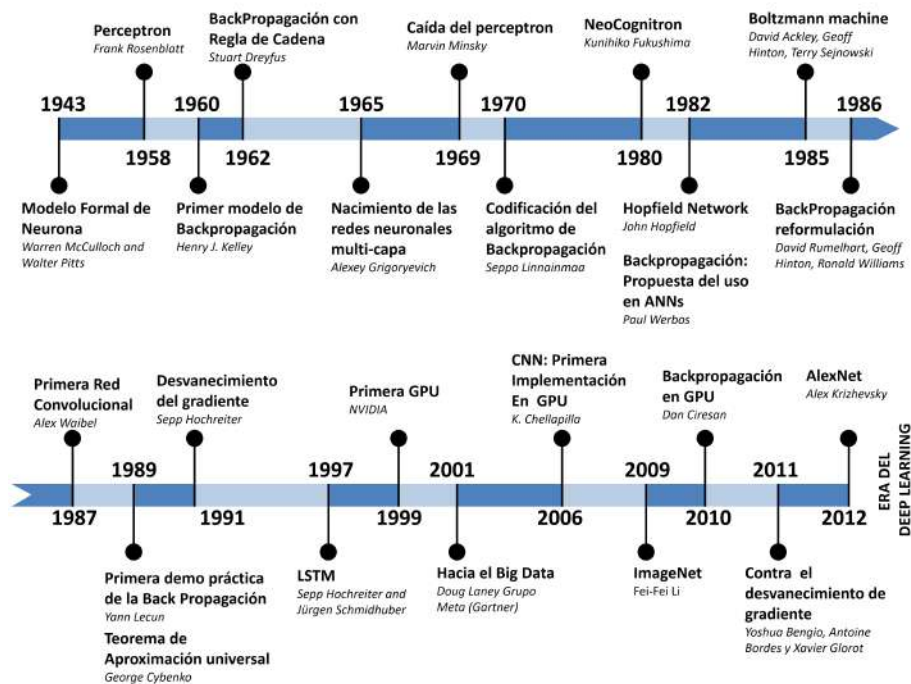 Perceptron
Frank Rosenblatt
BackPropagación con
Regla de Cadena
Stuart Dreyfus
Caída del perceptron
Marvin Minsky
NeoCognitron
Kunihiko Fukushima
Boltzmann machine
David Ackley, Geoff
Hinton, Terry Sejnowski
1943
1960
1965
1970
1982
1986
1958
1962
1969
1980
1985
Modelo Formal de
Neurona
Warren McCulloch and
Walter Pitts
Primer modelo de
Backpropagación
Henry J. Kelley
Nacimiento de las
redes neuronales
multi-capa
Alexey Grigoryevich
Codificación del
algoritmo de
Backpropagación
Seppo Linnainmaa
Hopfield Network
John Hopfield
Backpropagación:
Propuesta del uso
en ANNs
Paul Werbos
BackPropagación
reformulación
David Rumelhart, Geoff
Hinton, Ronald Williams
Primera Red
Convolucional
Alex Waibel
Desvanecimiento
del gradiente
Sepp Hochreiter
Primera GPU
NVIDIA
CNN: Primera
Implementación
En GPU
K. Chellapilla
Backpropagación
en GPU
Dan Ciresan
AlexNet
Alex Krizhevsky
1989
1997
2001
2009
2011
1987
1991
1999
2006
2010
2012
ERA DEL
DEEP LEARNING
Primera demo práctica
de la Back Propagación
Yann Lecun
Teorema de
Aproximación universal
George Cybenko
LSTM
Sepp Hochreiter and
Jürgen Schmidhuber
Hacia el Big Data
Doug Laney Grupo
Meta (Gartner)
ImageNet
Fei-Fei Li
Contra el
desvanecimiento de
gradiente
Yoshua Bengio, Antoine
Bordes y Xavier Glorot